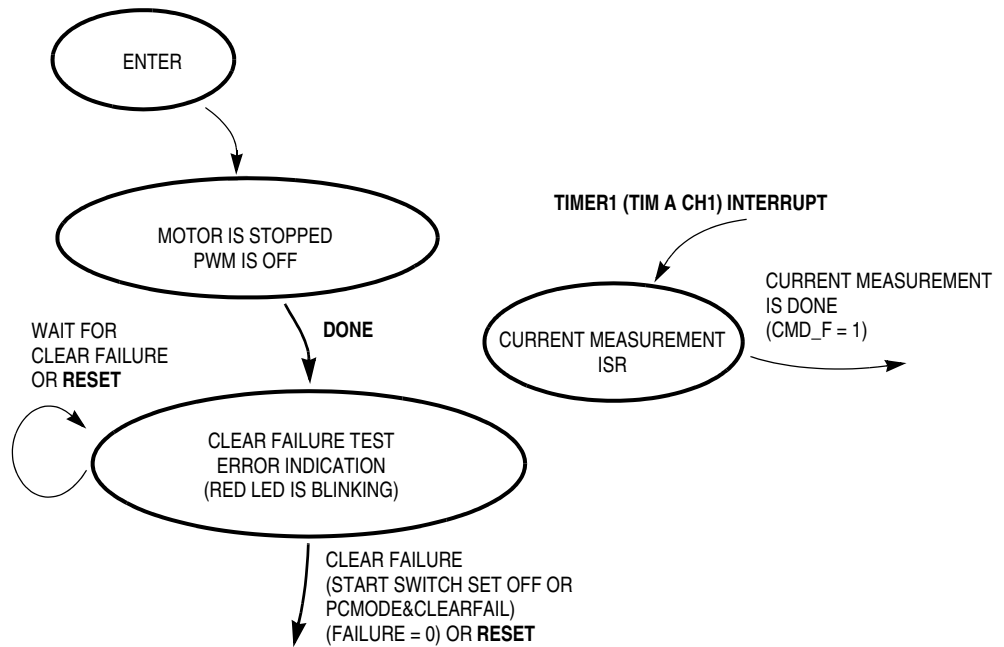 ENTER
MOTOR IS STOPPED
PWM IS OFF
DONE
WAIT FOR
CLEAR FAILURE
OR RESET
CLEAR FAILURE TEST
ERROR INDICATION
(RED LED IS BLINKING)
CLEAR FAILURE
(START SWITCH SET OFF OR
PCMODE&CLEARFAIL)
(FAILURE = 0) OR RESET
TIMER1 (TIM A CH1) INTERRUPT
CURRENT MEASUREMENT
ISR
CURRENT MEASUREMENT
IS DONE
(CMD_F = 1)